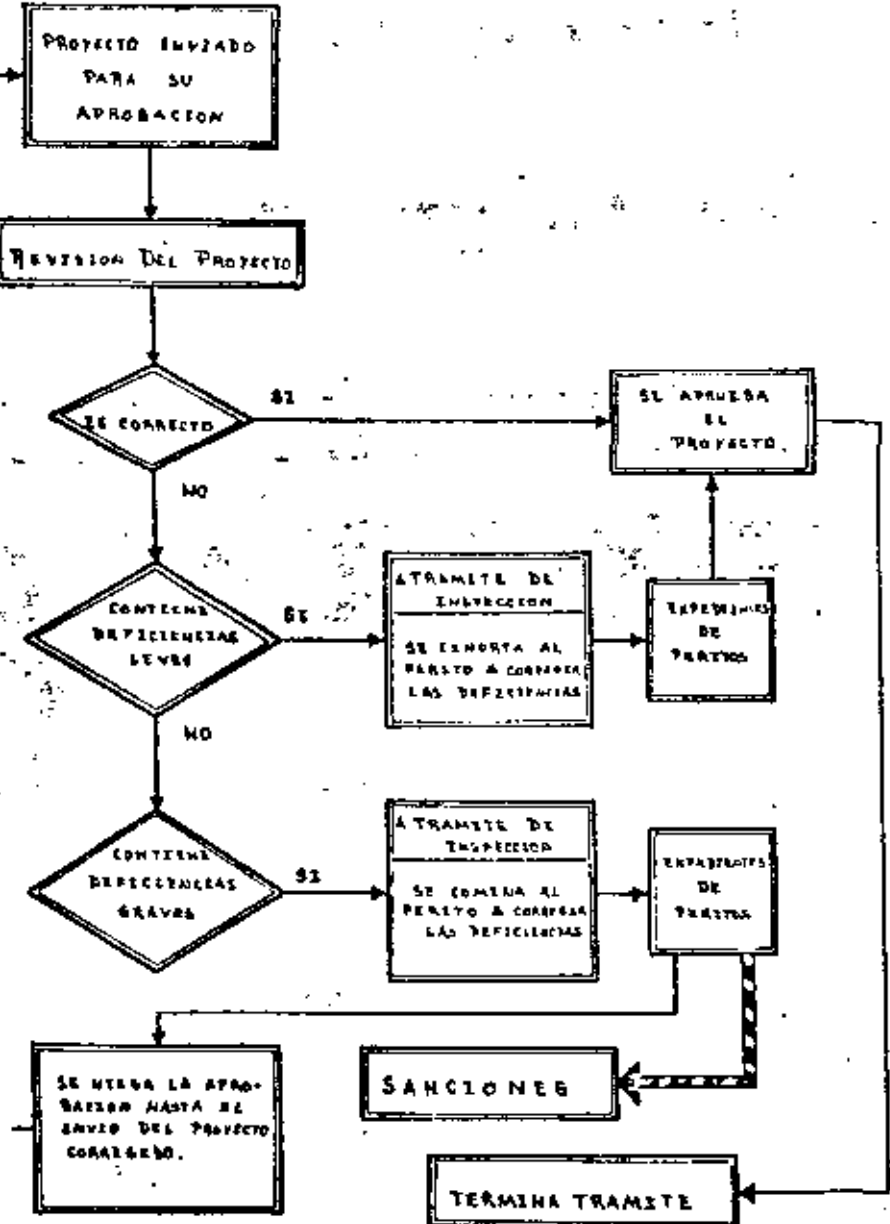 PROYECTO ENVIADO
PARA SU
APROBACION
REVISION DEL PROYECTO
ES CORRECTO
SI
SE APRUEBA
EL
PROYECTO
NO
CONTIENE
DEFICIENCIAS
LEVES
SI
A TRAMITE DE
INSPECCION
SE EXHORTA AL
PERITO A CORREGIR
LAS DEFICIENCIAS
EXPEDIENTES
DE
PERITOS
NO
CONTIENE
DEFICIENCIAS
GRAVES
SI
A TRAMITE DE
INSPECCION
SE COMINA AL
PERITO A CORREGIR
LAS DEFICIENCIAS
EXPEDIENTES
DE
PERITOS
SE NIEGA LA APRO-
BACION HASTA EL
ENVIO DEL PROYECTO
CORREGIDO.
SANCIONES
TERMINA TRAMITE